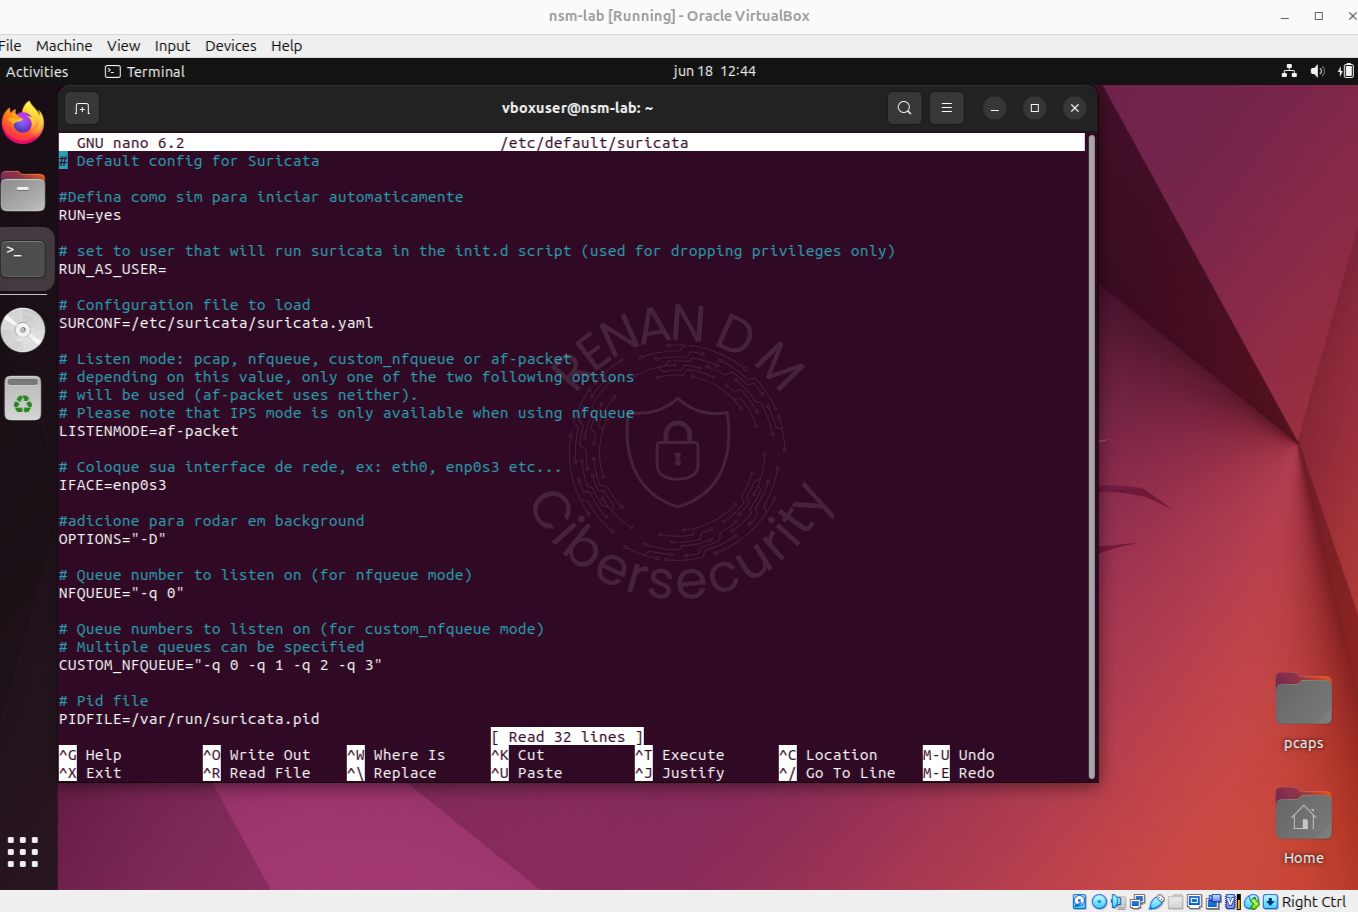 nsm-lab [Running] - Oracle VirtualBox
File Machine View Input Devices Help
Activities Terminal jun 18 12:44
vboxuser@nsm-lab: ~
GNU nano 6.2 /etc/default/suricata
# Default config for Suricata
#Defina como sim para iniciar automaticamente
RUN=yes
# set to user that will run suricata in the init.d script (used for dropping privileges only)
RUN_AS_USER=
# Configuration file to load
SURCONF=/etc/suricata/suricata.yaml
# Listen mode: pcap, nfqueue, custom_nfqueue or af-packet
# depending on this value, only one of the two following options
# will be used (af-packet uses neither).
# Please note that IPS mode is only available when using nfqueue
LISTENMODE=af-packet
# Coloque sua interface de rede, ex: eth0, enp0s3 etc...
IFACE=enp0s3
#adicione para rodar em background
OPTIONS="-D"
# Queue number to listen on (for nfqueue mode)
NFQUEUE="-q 0"
# Queue numbers to listen on (for custom_nfqueue mode)
# Multiple queues can be specified
CUSTOM_NFQUEUE="-q 0 -q 1 -q 2 -q 3"
# Pid file
PIDFILE=/var/run/suricata.pid
[ Read 32 lines ]
^G Help ^O Write Out ^W Where Is ^K Cut ^T Execute ^C Location M-U Undo
^X Exit ^R Read File ^\ Replace ^U Paste ^J Justify ^/ Go To Line M-E Redo
RENAN D M
Cibersecurity
pcaps
Home
Right Ctrl